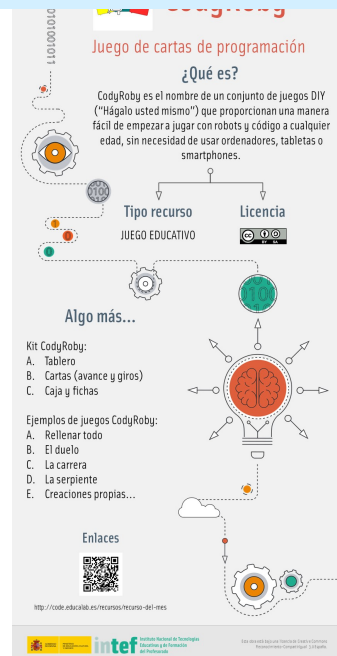 0101001011
CodyRoby
Juego de cartas de programación
¿Qué es?
CodyRoby es el nombre de un conjunto de juegos DIY
("Hágalo usted mismo") que proporcionan una manera
fácil de empezar a jugar con robots y código a cualquier
edad, sin necesidad de usar ordenadores, tabletas o
smartphones.
Tipo recurso
Licencia
JUEGO EDUCATIVO
cc
BY SA
Algo más...
Kit CodyRoby:
A. Tablero
B. Cartas (avance y giros)
C. Caja y fichas
Ejemplos de juegos CodyRoby:
A. Rellenar todo
B. El duelo
C. La carrera
D. La serpiente
E. Creaciones propias...
Enlaces
http://code.educalab.es/recursos/recurso-del-mes
intef
Instituto Nacional de Tecnologías
Educativas y de Formación
del Profesorado